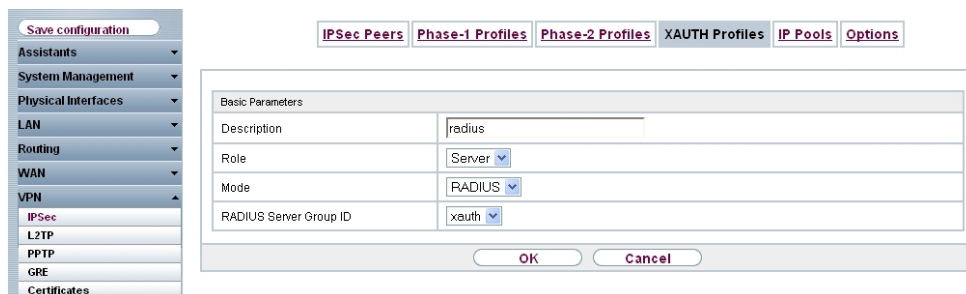 Save configuration
Assistants
System Management
Physical Interfaces
LAN
Routing
WAN
VPN
IPSec
L2TP
PPTP
GRE
Certificates
IPSec Peers Phase-1 Profiles Phase-2 Profiles XAUTH Profiles IP Pools Options
Basic Parameters
Description radius
Role Server
Mode RADIUS
RADIUS Server Group ID xauth
OK Cancel